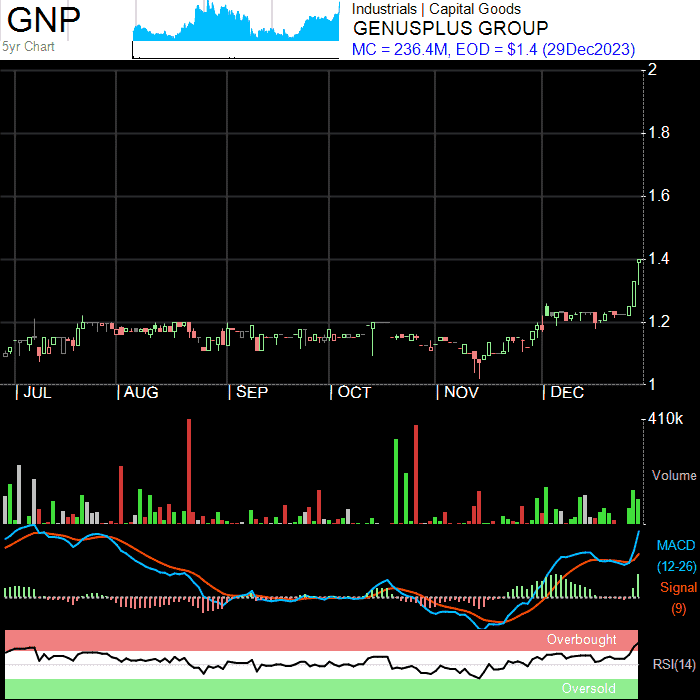 GNP
5yr Chart
Industrials | Capital Goods
GENUSPLUS GROUP
MC = 236.4M, EOD = $1.4 (29Dec2023)
2
1.8
1.6
1.4
1.2
1
JUL AUG SEP OCT NOV DEC
410k
Volume
MACD
(12-26)
Signal
(9)
Overbought
RSI(14)
Oversold